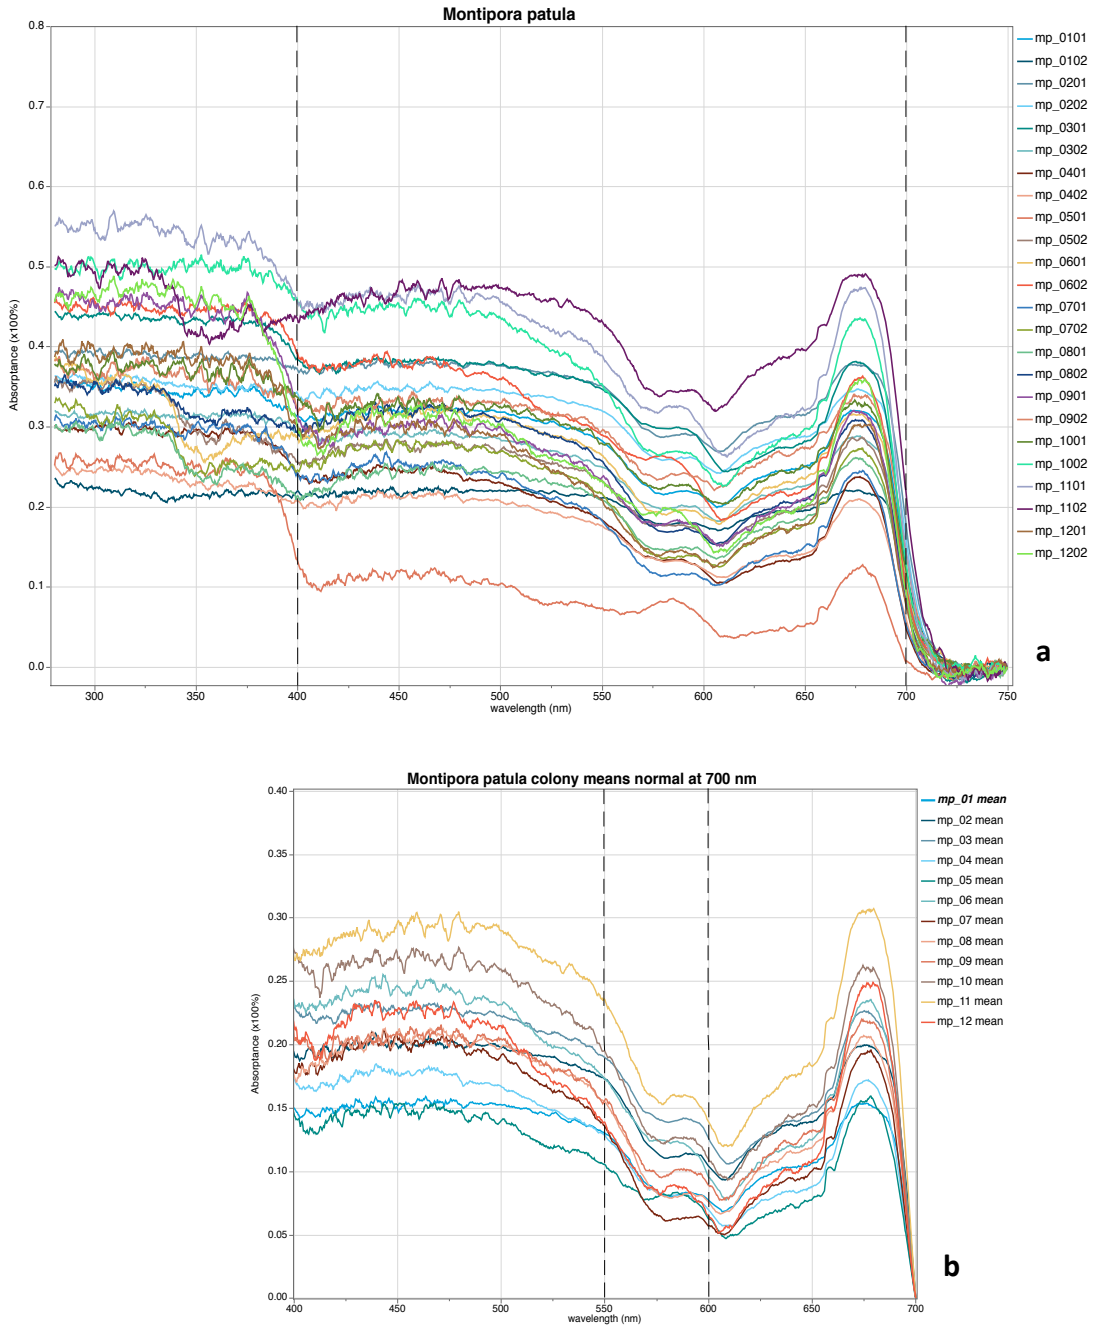 Montipora patula
0.8
0.7
0.6
0.5
0.4
0.3
0.2
0.1
0.0
Absorptance (x100%)
300
350
400
450
500
550
600
650
700
750
wavelength (nm)
mp_0101
mp_0102
mp_0201
mp_0202
mp_0301
mp_0302
mp_0401
mp_0402
mp_0501
mp_0502
mp_0601
mp_0602
mp_0701
mp_0702
mp_0801
mp_0802
mp_0901
mp_0902
mp_1001
mp_1002
mp_1101
mp_1102
mp_1201
mp_1202
a
Montipora patula colony means normal at 700 nm
0.40
0.35
0.30
0.25
0.20
0.15
0.10
0.05
0.00
Absorptance (x100%)
400
450
500
550
600
650
700
wavelength (nm)
mp_01 mean
mp_02 mean
mp_03 mean
mp_04 mean
mp_05 mean
mp_06 mean
mp_07 mean
mp_08 mean
mp_09 mean
mp_10 mean
mp_11 mean
mp_12 mean
b